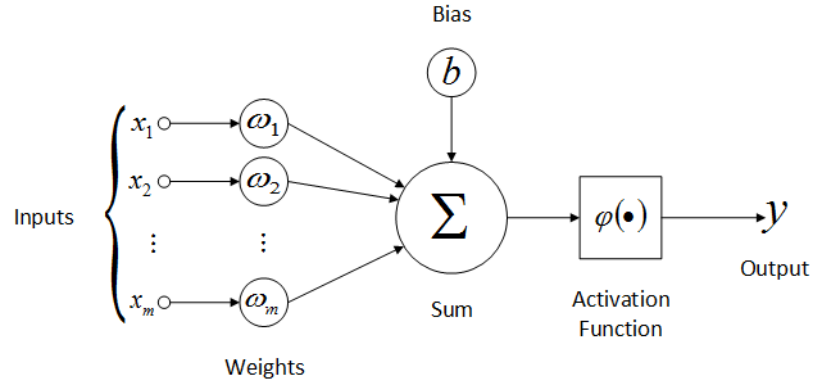 Bias
b
x₁ ω₁
x₂ ω₂
Inputs ⋮ ⋮ Σ φ(•) y
Output
xₘ ωₘ Sum Activation
Function
Weights